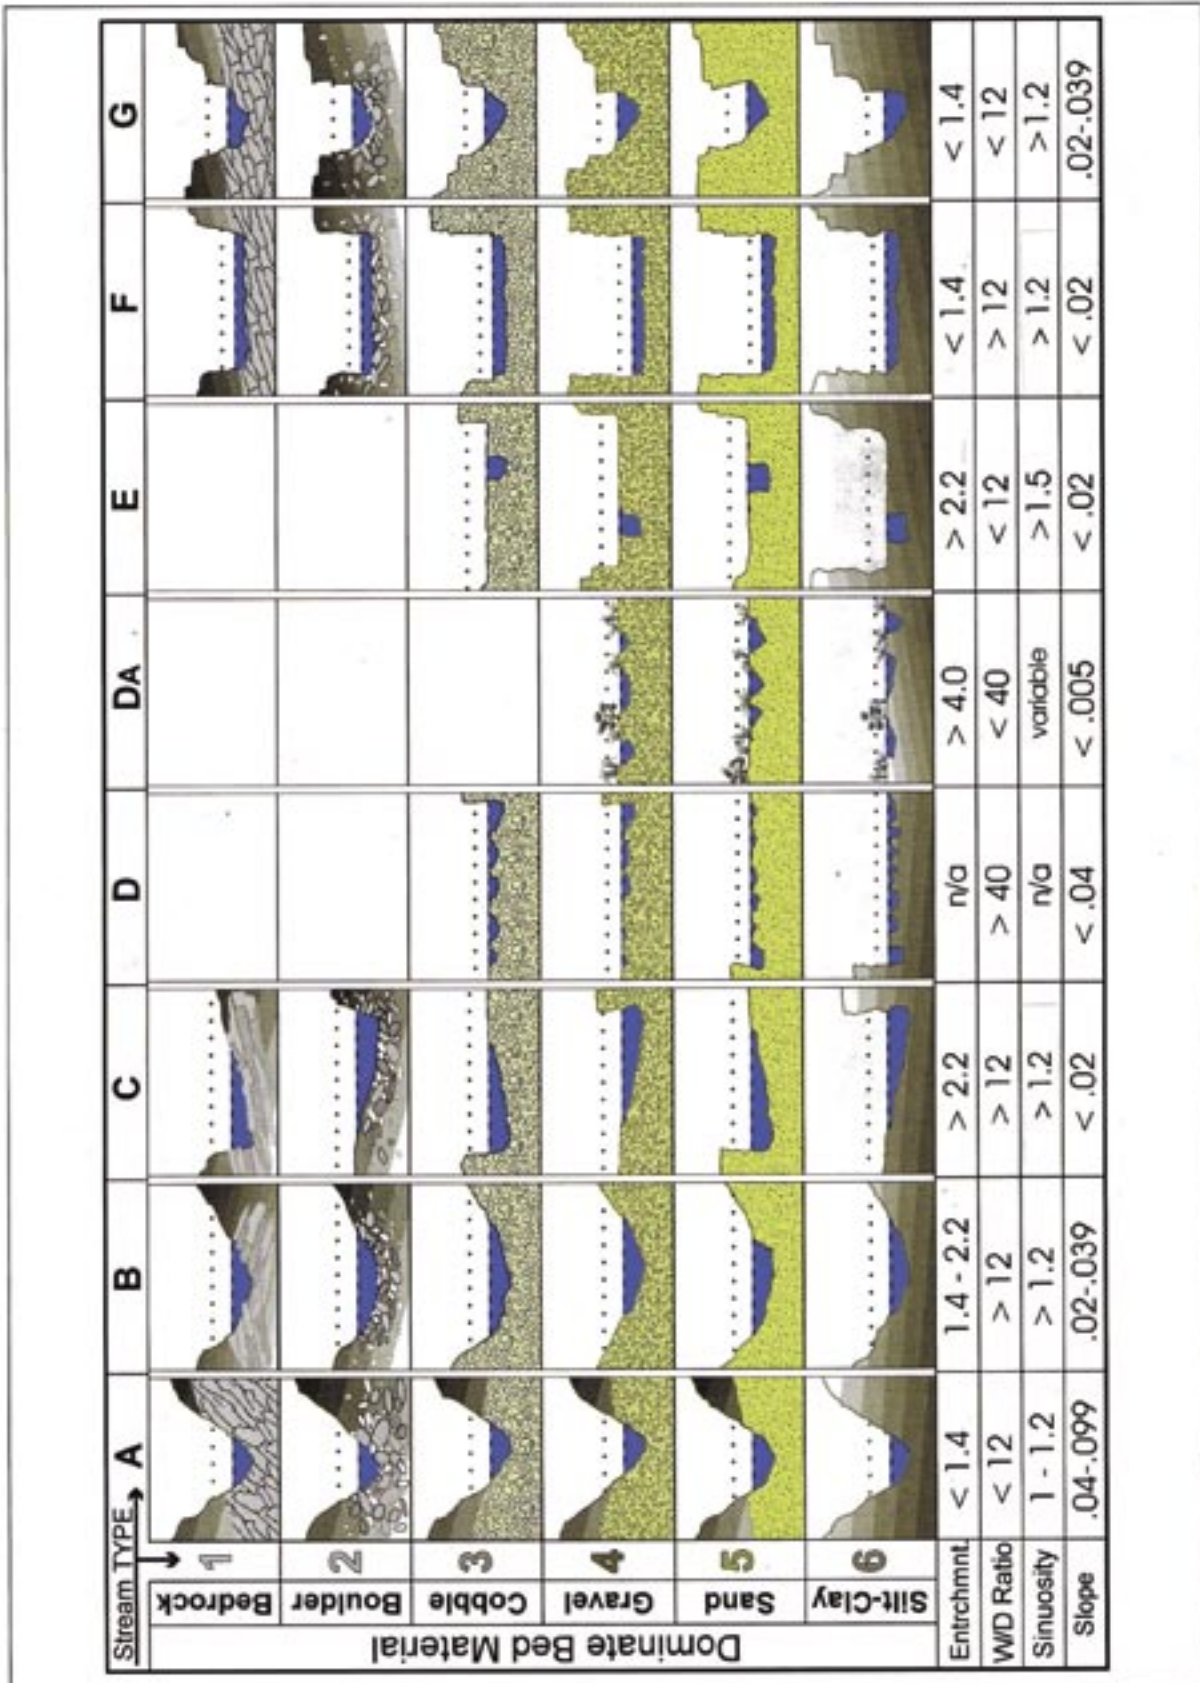 Stream TYPE A B C D DA E F G
Dominate Bed Material
Bedrock 1
Boulder 2
Cobble 3
Gravel 4
Sand 5
Silt-Clay 6
Entrchmnt. < 1.4 1.4 - 2.2 > 2.2 n/a > 4.0 > 2.2 < 1.4 < 1.4
W/D Ratio < 12 > 12 > 12 > 40 < 40 < 12 > 12 < 12
Sinuosity 1 - 1.2 > 1.2 > 1.2 n/a variable > 1.5 > 1.2 > 1.2
Slope .04-.099 .02-.039 < .02 < .04 < .005 < .02 < .02 .02-.039